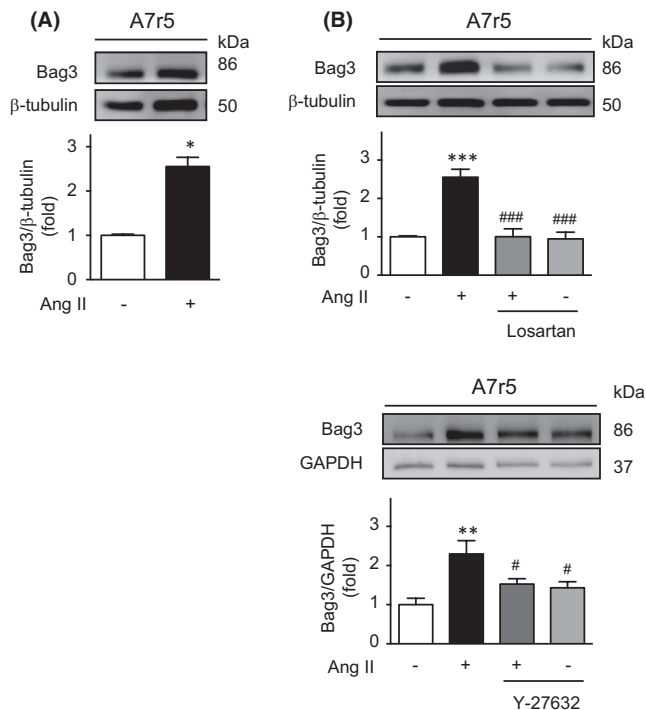 (A)
A7r5
kDa
Bag3
86
β-tubulin
50
Bag3/β-tubulin
(fold)
3
2
1
0
*
Ang II - +
(B)
A7r5
kDa
Bag3
86
β-tubulin
50
Bag3/β-tubulin
(fold)
3
2
1
0
***
###
###
Ang II - + + -
Losartan
A7r5
kDa
Bag3
86
GAPDH
37
Bag3/GAPDH
(fold)
3
2
1
0
**
#
#
Ang II - + + -
Y-27632